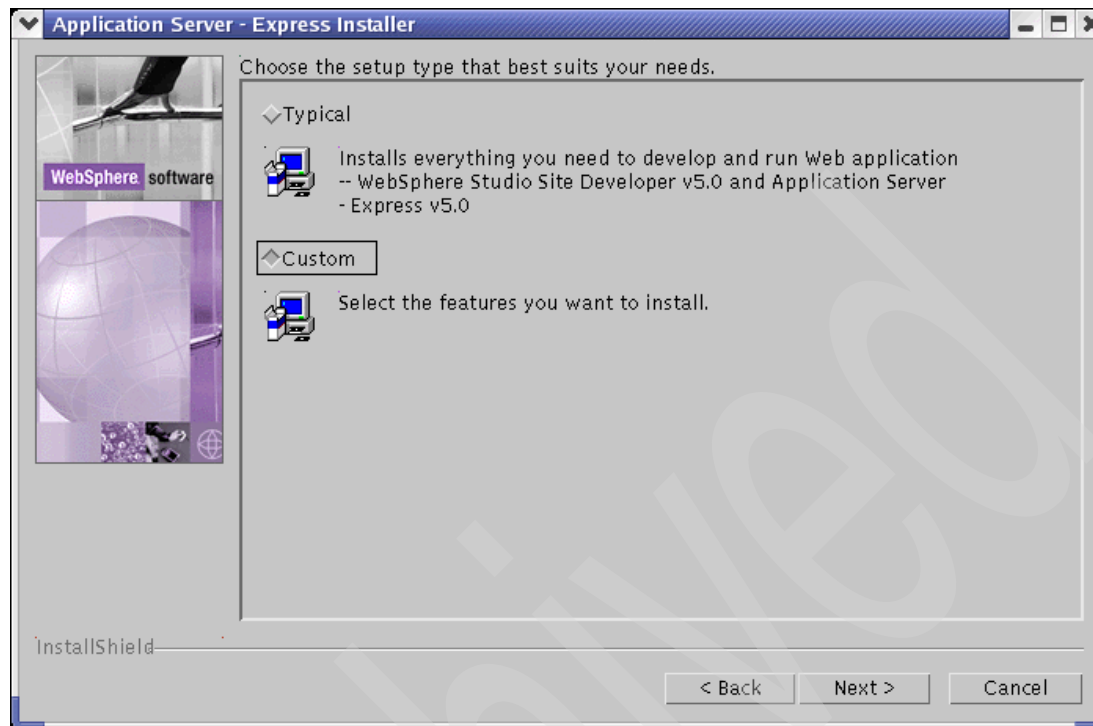 Application Server - Express Installer
Choose the setup type that best suits your needs.
Typical
Installs everything you need to develop and run Web application
-- WebSphere Studio Site Developer v5.0 and Application Server
- Express v5.0
WebSphere software
Custom
Select the features you want to install.
InstallShield
< Back
Next >
Cancel